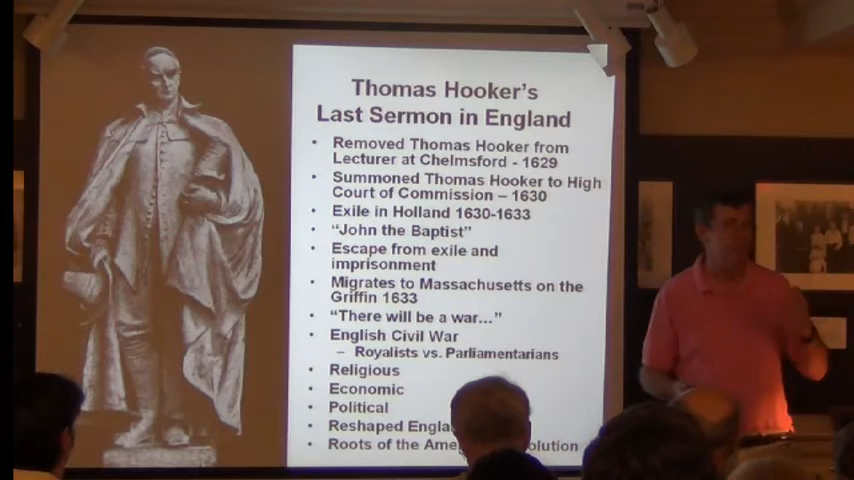 Thomas Hooker's
Last Sermon in England
• Removed Thomas Hooker from
Lecturer at Chelmsford - 1629
• Summoned Thomas Hooker to High
Court of Commission – 1630
• Exile in Holland 1630-1633
• "John the Baptist"
• Escape from exile and
imprisonment
• Migrates to Massachusetts on the
Griffin 1633
• "There will be a war…"
• English Civil War
– Royalists vs. Parliamentarians
• Religious
• Economic
• Political
• Reshaped Engla
• Roots of the Ame olution